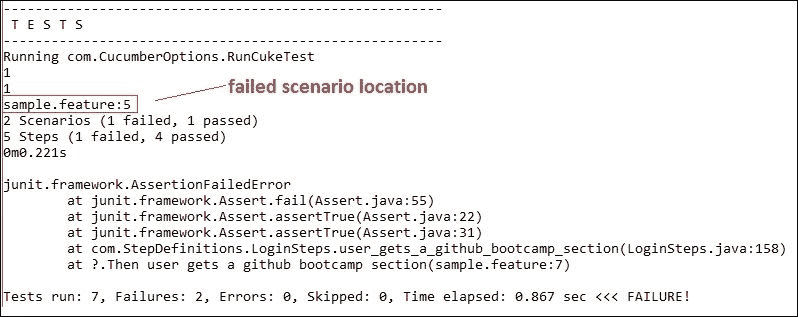 -------------------------------------------------------
 T E S T S
-------------------------------------------------------
Running com.CucumberOptions.RunCukeTest
1
1
failed scenario location
sample.feature:5
2 Scenarios (1 failed, 1 passed)
5 Steps (1 failed, 4 passed)
0m0.221s

junit.framework.AssertionFailedError
        at junit.framework.Assert.fail(Assert.java:55)
        at junit.framework.Assert.assertTrue(Assert.java:22)
        at junit.framework.Assert.assertTrue(Assert.java:31)
        at com.StepDefinitions.LoginSteps.user_gets_a_github_bootcamp_section(LoginSteps.java:158)
        at ?.Then user gets a github bootcamp section(sample.feature:7)

Tests run: 7, Failures: 2, Errors: 0, Skipped: 0, Time elapsed: 0.867 sec <<< FAILURE!